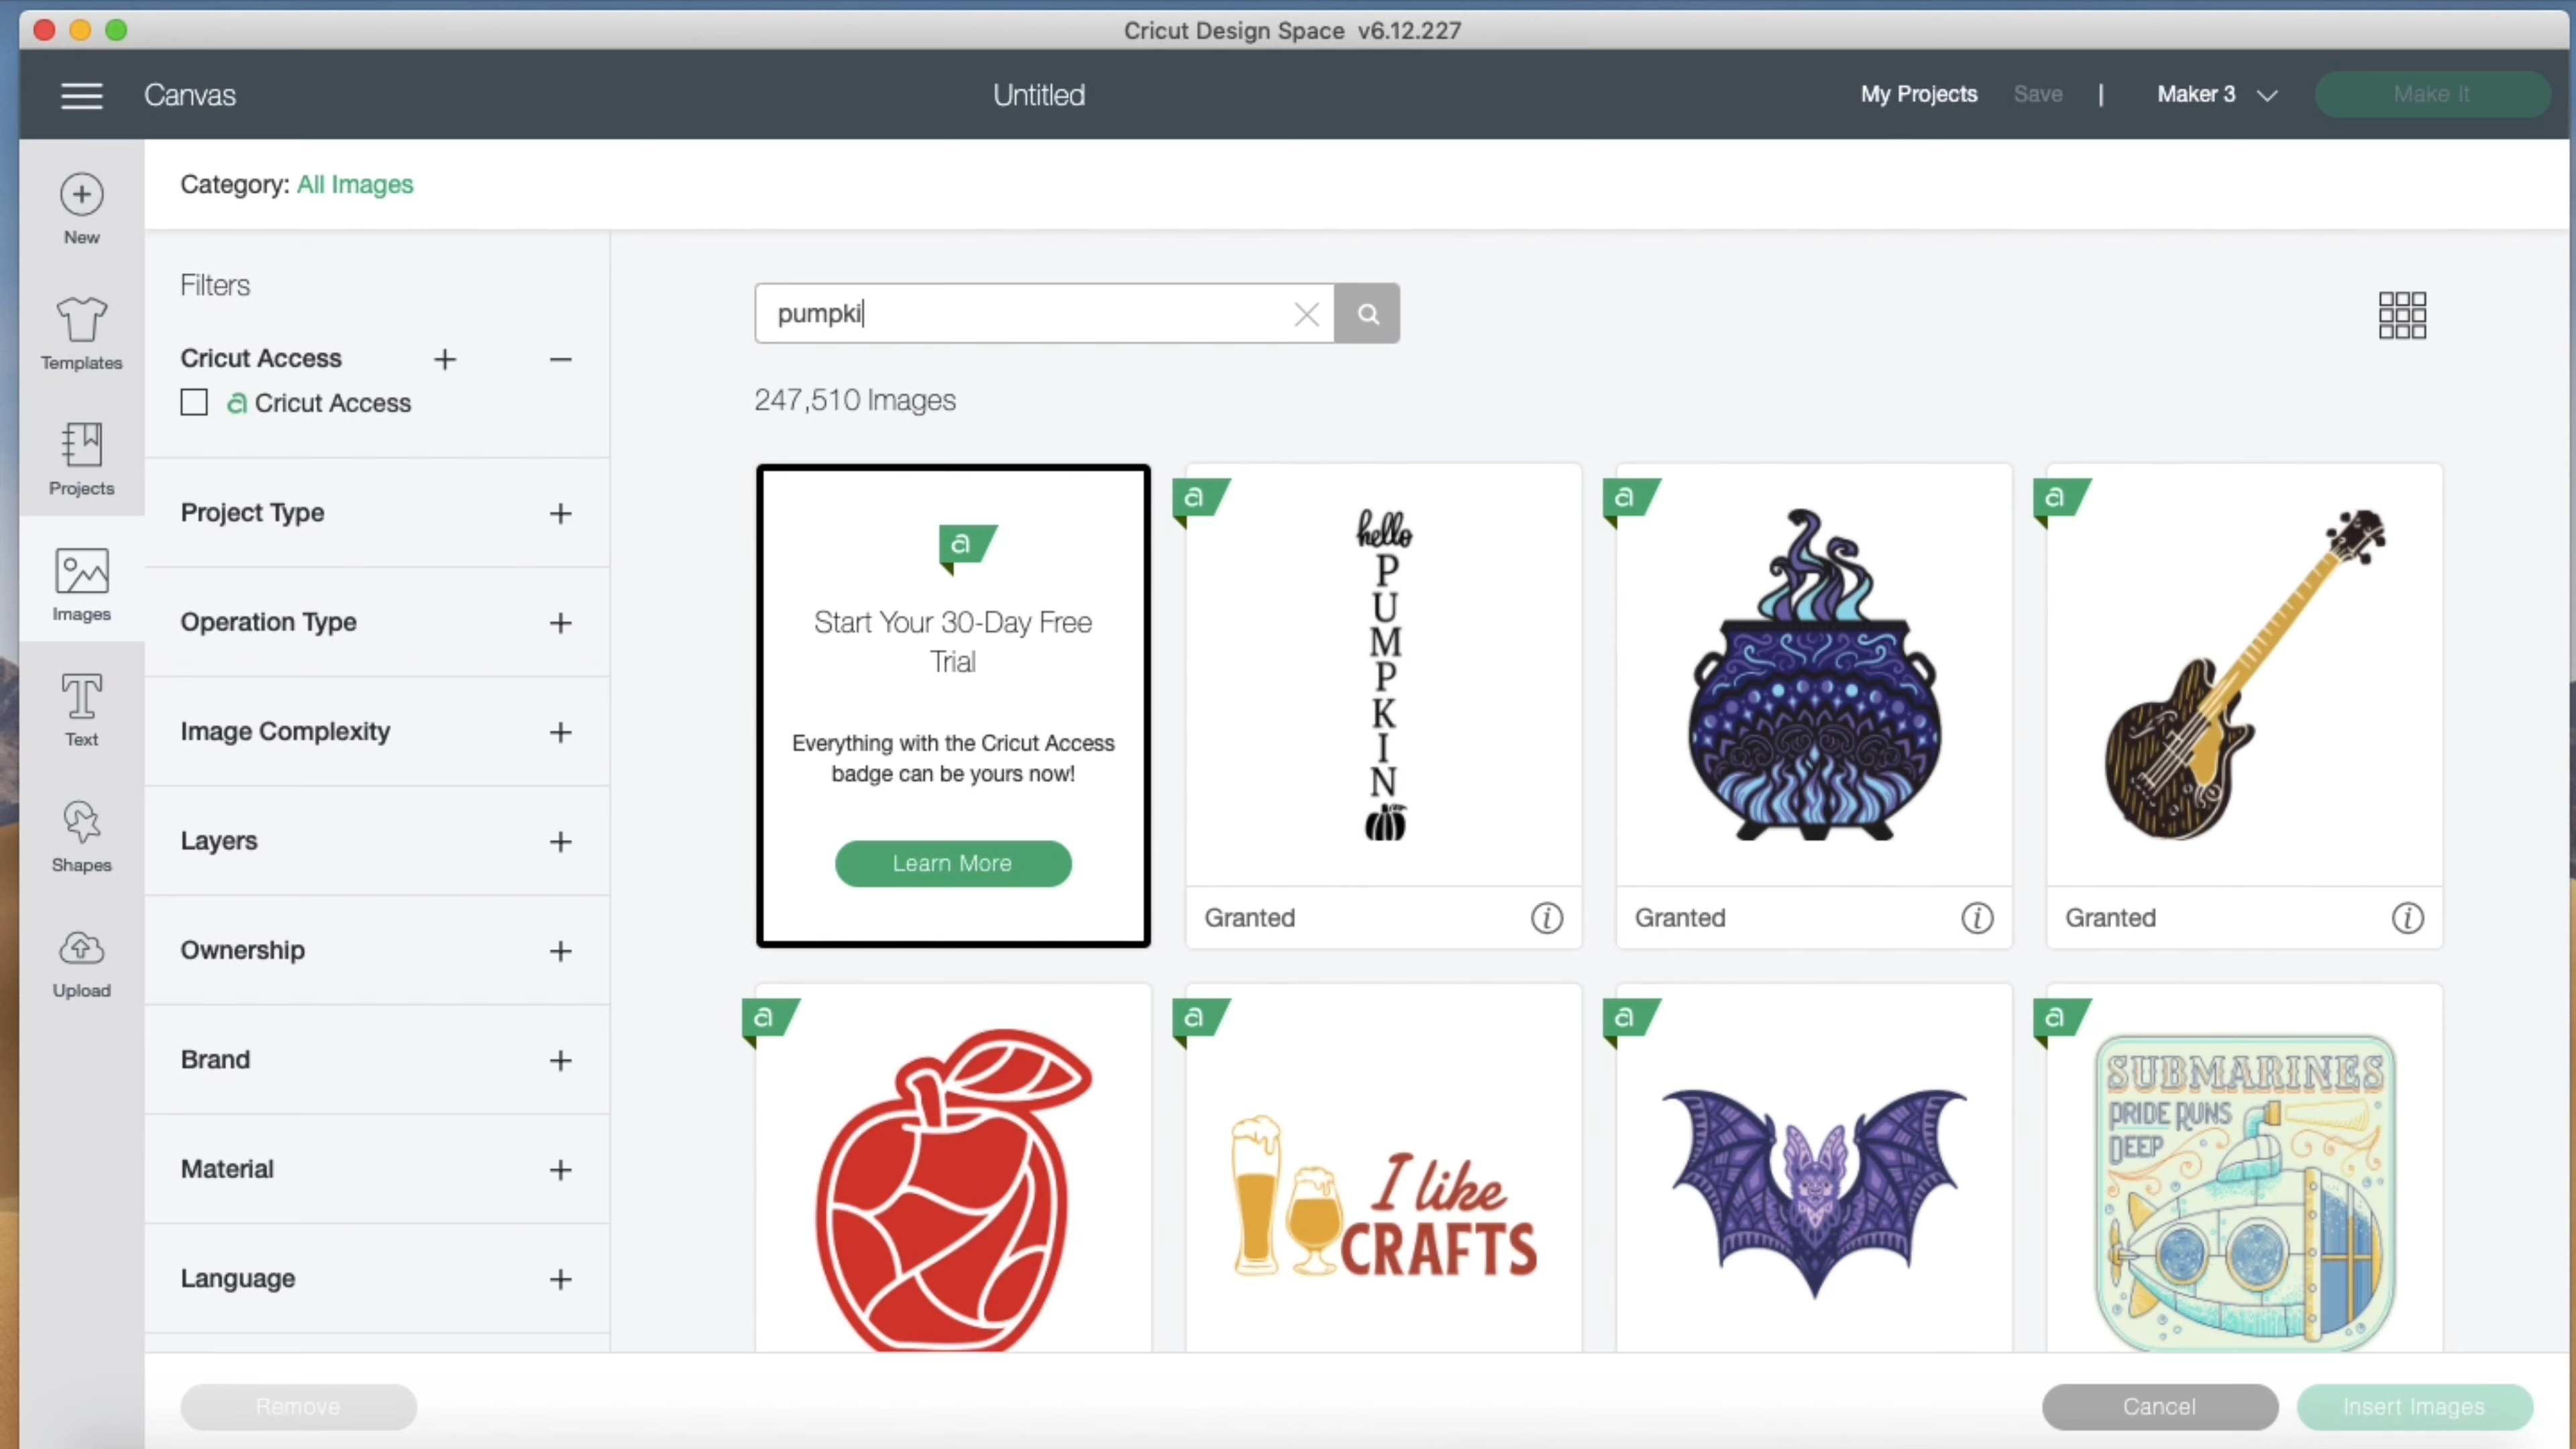 Cricut Design Space v6.12.227
Canvas
Untitled
My Projects
Save
|
Maker 3
Make It
New
Templates
Projects
Images
Text
Shapes
Upload
Category: All Images
Filters
Cricut Access
a Cricut Access
Project Type
Operation Type
Image Complexity
Layers
Ownership
Brand
Material
Language
pumpki
247,510 Images
a
Start Your 30-Day Free
Trial
Everything with the Cricut Access
badge can be yours now!
Learn More
a
hello
P
U
M
P
K
I
N
Granted
i
a
Granted
i
a
Granted
i
a
a
I like
CRAFTS
a
a
SUBMARINES
PRIDE RUNS
DEEP
Remove
Cancel
Insert Images